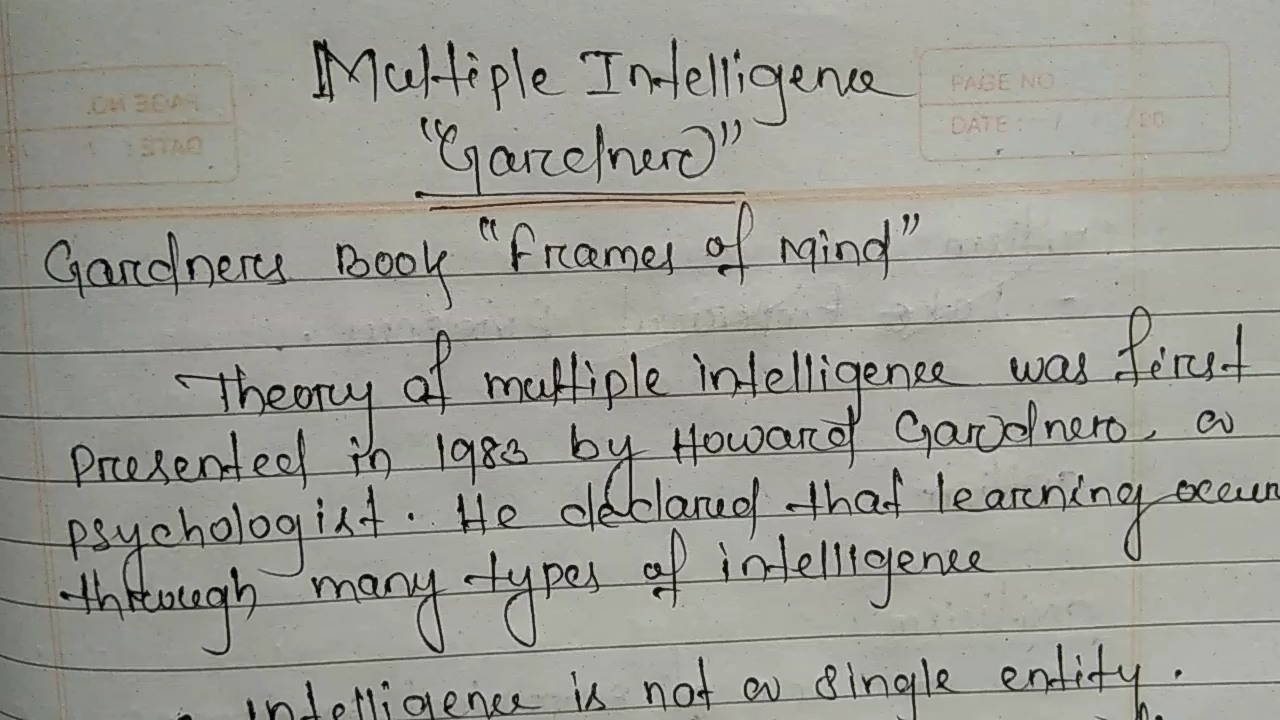 Multiple Intelligence
"Gardner"
Gardners Book "Frames of Mind"
PAGE NO
DATE : / /20
Theory of multiple intelligence was first
Presented in 1983 by Howard Gardner, a
psychologist. He declared that learning occur
through many types of intelligence
Intelligence is not a single entity.